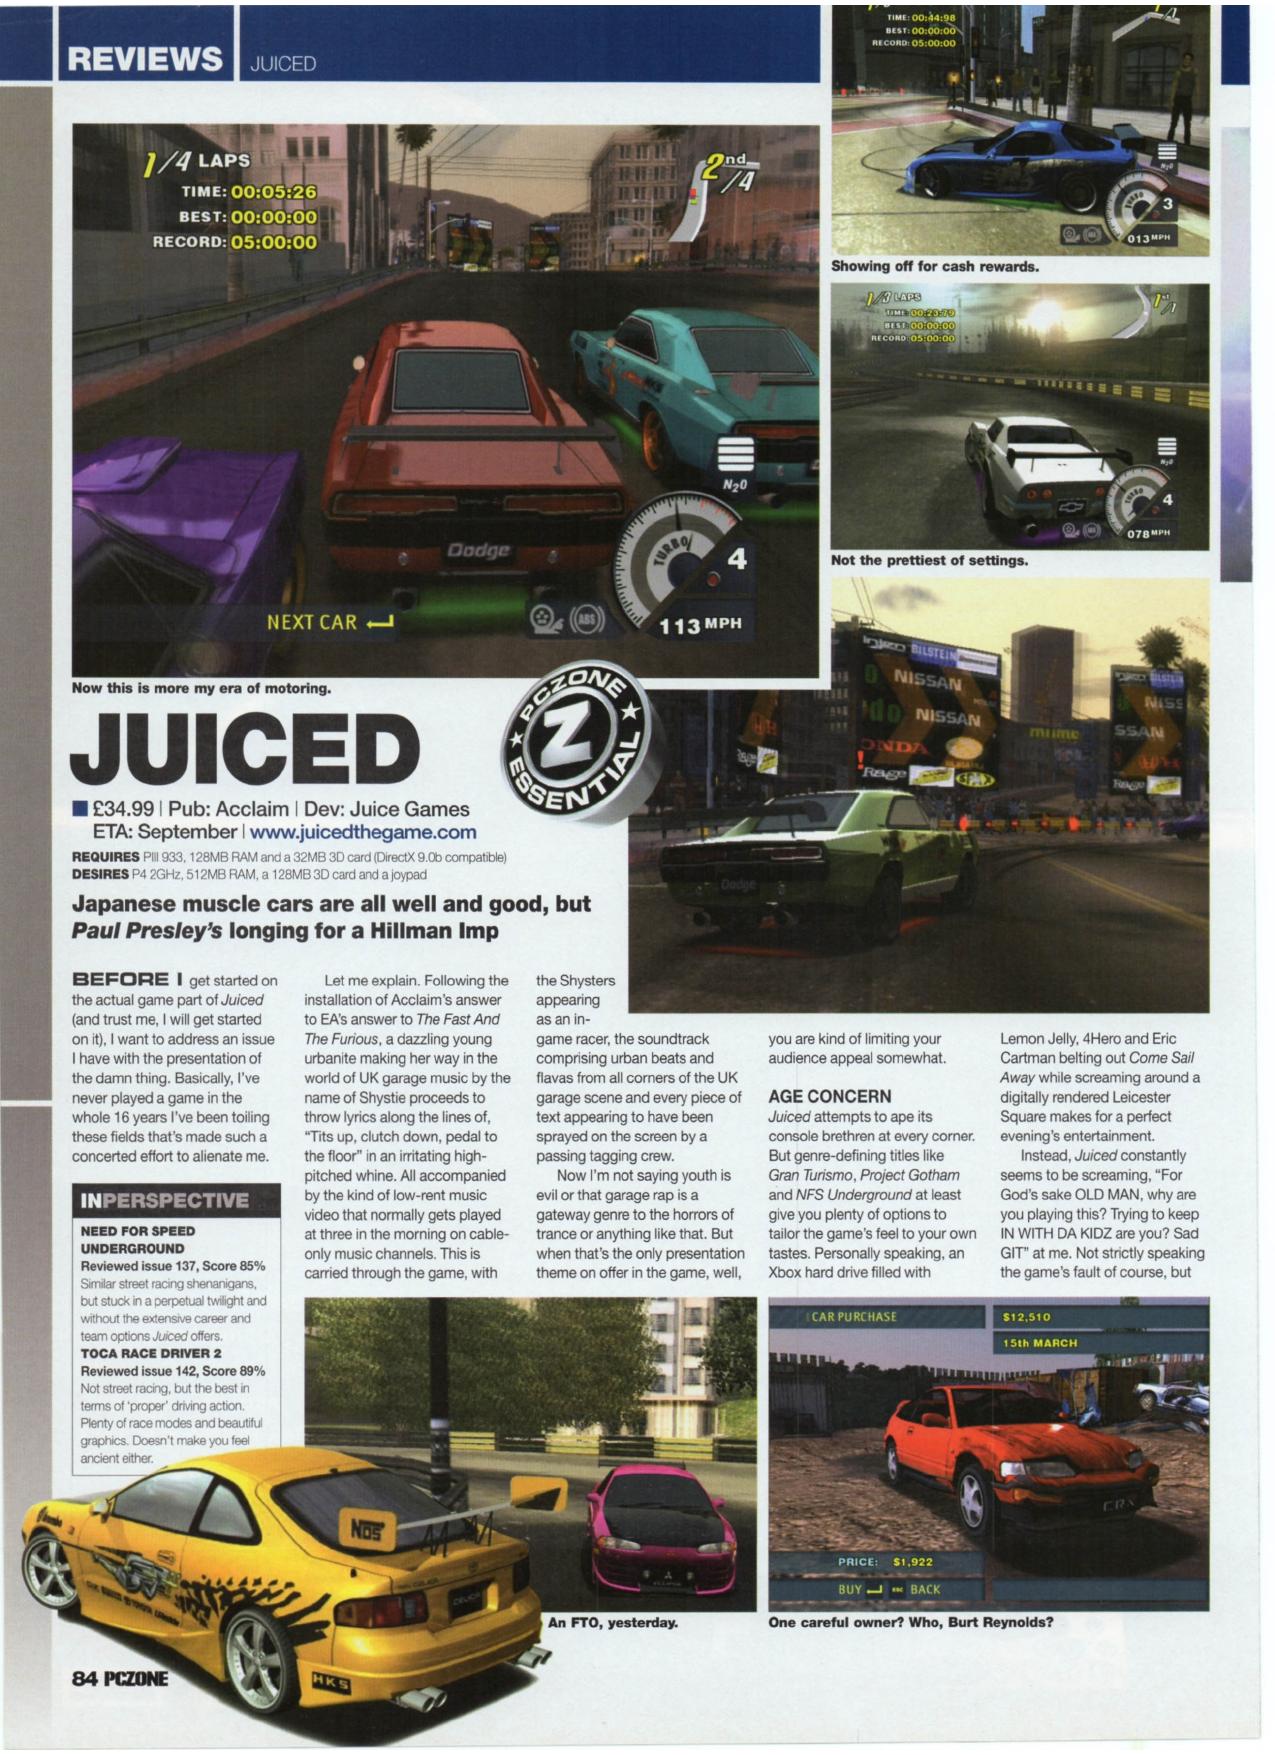 REVIEWS
JUICED
1/4 LAPS
TIME: 00:05:26
BEST: 00:00:00
RECORD: 05:00:00
2nd
/4
N2O
TURBO
4
113 MPH
ABS
Dodge
NEXT CAR
Now this is more my era of motoring.
TIME: 00:44:98
BEST: 00:00:00
RECORD: 05:00:00
N2O
TURBO
3
013 MPH
Showing off for cash rewards.
1/3 LAPS
TIME: 00:23:79
BEST: 00:00:00
RECORD: 05:00:00
1st
/1
N2O
TURBO
4
078 MPH
Not the prettiest of settings.
BILSTEIN
NISSAN
NISSAN
Rage
Dodge
PCZONE
Z
ESSENTIAL
JUICED
£34.99 | Pub: Acclaim | Dev: Juice Games
ETA: September | www.juicedthegame.com
REQUIRES PIII 933, 128MB RAM and a 32MB 3D card (DirectX 9.0b compatible)
DESIRES P4 2GHz, 512MB RAM, a 128MB 3D card and a joypad
Japanese muscle cars are all well and good, but
Paul Presley's longing for a Hillman Imp
BEFORE I get started on
the actual game part of Juiced
(and trust me, I will get started
on it), I want to address an issue
I have with the presentation of
the damn thing. Basically, I've
never played a game in the
whole 16 years I've been toiling
these fields that's made such a
concerted effort to alienate me.
INPERSPECTIVE
NEED FOR SPEED
UNDERGROUND
Reviewed issue 137, Score 85%
Similar street racing shenanigans,
but stuck in a perpetual twilight and
without the extensive career and
team options Juiced offers.
TOCA RACE DRIVER 2
Reviewed issue 142, Score 89%
Not street racing, but the best in
terms of 'proper' driving action.
Plenty of race modes and beautiful
graphics. Doesn't make you feel
ancient either.
Let me explain. Following the
installation of Acclaim's answer
to EA's answer to The Fast And
The Furious, a dazzling young
urbanite making her way in the
world of UK garage music by the
name of Shystie proceeds to
throw lyrics along the lines of,
"Tits up, clutch down, pedal to
the floor" in an irritating high-
pitched whine. All accompanied
by the kind of low-rent music
video that normally gets played
at three in the morning on cable-
only music channels. This is
carried through the game, with
the Shysters
appearing
as an in-
game racer, the soundtrack
comprising urban beats and
flavas from all corners of the UK
garage scene and every piece of
text appearing to have been
sprayed on the screen by a
passing tagging crew.
Now I'm not saying youth is
evil or that garage rap is a
gateway genre to the horrors of
trance or anything like that. But
when that's the only presentation
theme on offer in the game, well,
you are kind of limiting your
audience appeal somewhat.
AGE CONCERN
Juiced attempts to ape its
console brethren at every corner.
But genre-defining titles like
Gran Turismo, Project Gotham
and NFS Underground at least
give you plenty of options to
tailor the game's feel to your own
tastes. Personally speaking, an
Xbox hard drive filled with
Lemon Jelly, 4Hero and Eric
Cartman belting out Come Sail
Away while screaming around a
digitally rendered Leicester
Square makes for a perfect
evening's entertainment.
Instead, Juiced constantly
seems to be screaming, "For
God's sake OLD MAN, why are
you playing this? Trying to keep
IN WITH DA KIDZ are you? Sad
GIT" at me. Not strictly speaking
the game's fault of course, but
NOS
HKS
An FTO, yesterday.
CAR PURCHASE
$12,510
15th MARCH
CRX
PRICE: $1,922
BUY
ESC BACK
One careful owner? Who, Burt Reynolds?
84 PCZONE